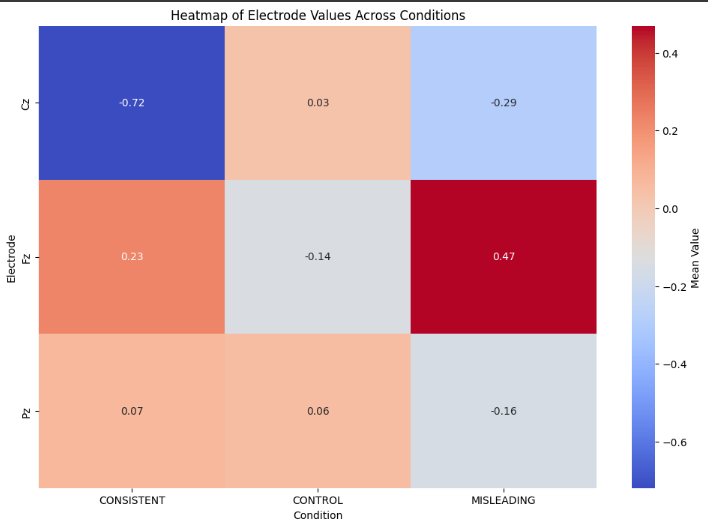 Heatmap of Electrode Values Across Conditions
Cz
-0.72
0.03
-0.29
Fz
0.23
-0.14
0.47
Pz
0.07
0.06
-0.16
Electrode
CONSISTENT
CONTROL
MISLEADING
Condition
0.4
0.2
0.0
−0.2
−0.4
−0.6
Mean Value